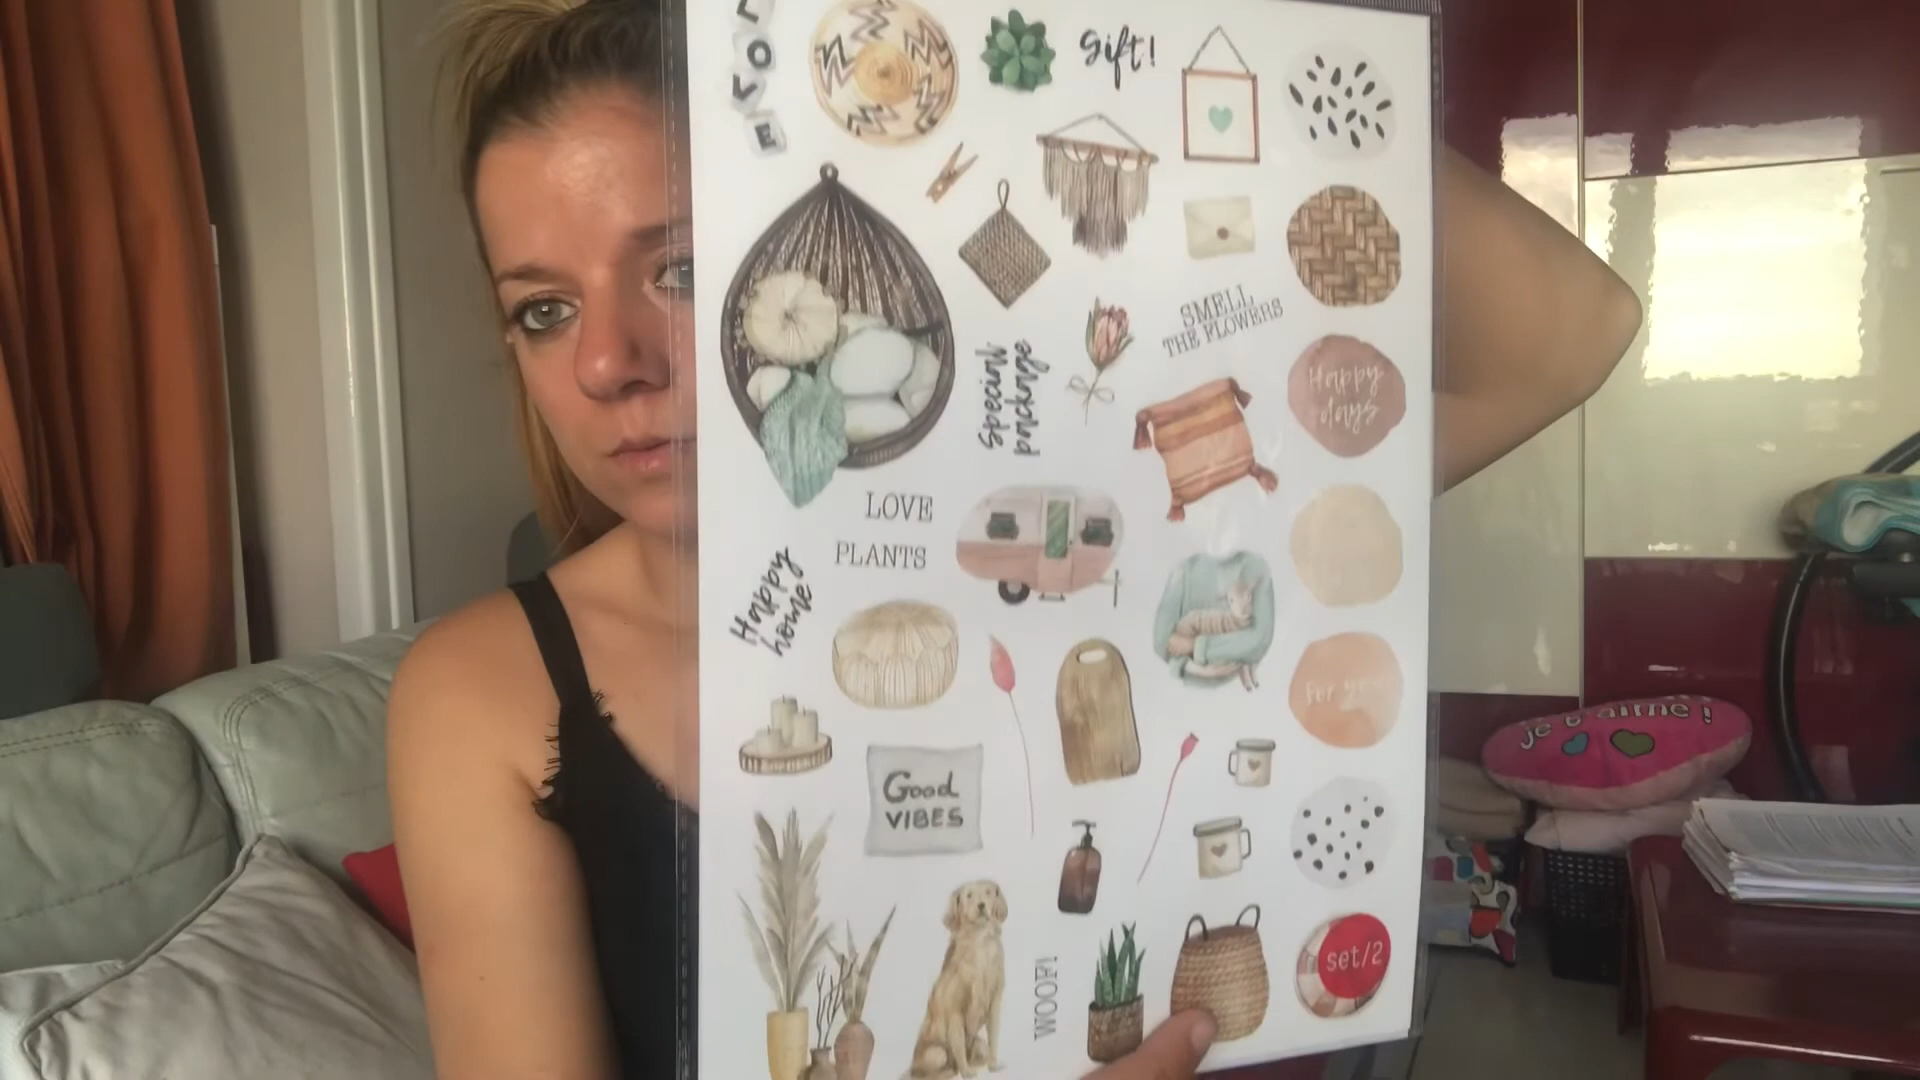 LOVE
Gift!
SMELL
THE FLOWERS
Special
package
Happy
days
LOVE
PLANTS
Happy
home
For you
Good
VIBES
je t'aime !
WOOF!
set/2